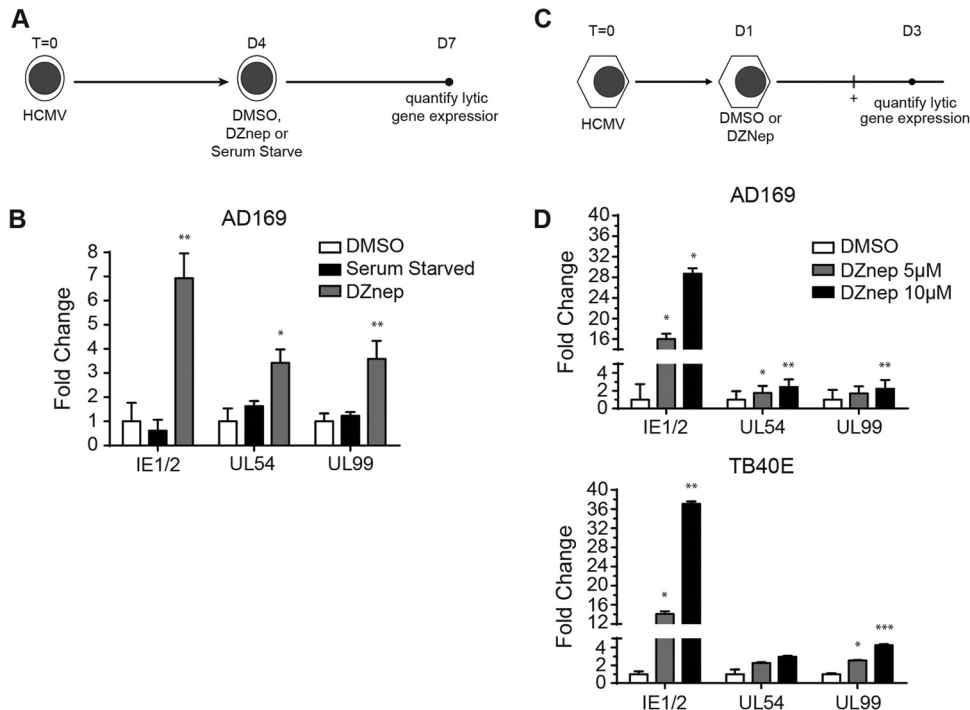 A
T=0
D4
D7
HCMV
DMSO,
DZnep or
Serum Starve
quantify lytic
gene expressior
C
T=0
D1
D3
HCMV
DMSO or
DZNep
+
quantify lytic
gene expression
B
AD169
DMSO
Serum Starved
DZnep
Fold Change
8
7
6
5
4
3
2
1
0
**
*
**
IE1/2
UL54
UL99
D
AD169
DMSO
DZnep 5µM
DZnep 10µM
Fold Change
40
36
32
28
24
20
16
4
2
0
*
*
*
**
**
IE1/2
UL54
UL99
TB40E
Fold Change
40
36
32
28
24
20
16
12
4
2
0
*
**
*
***
IE1/2
UL54
UL99